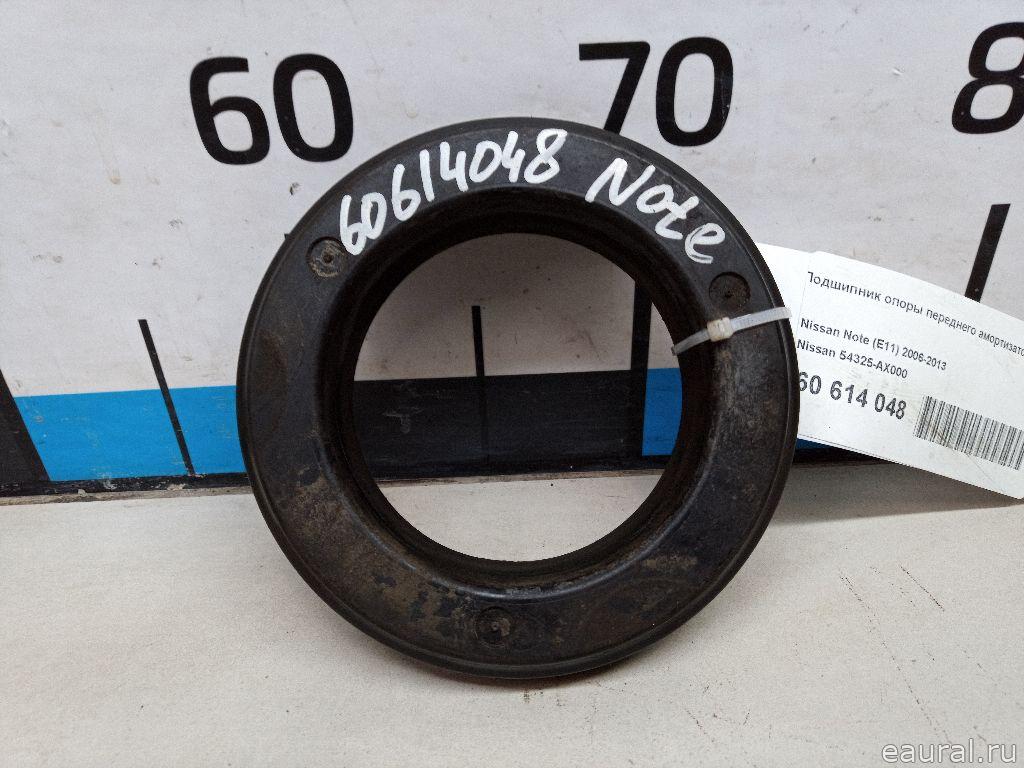 60 70 8
60614048 Note
Подшипник опоры переднего
Nissan Note (E11) 2006-2013
Nissan 54325-AX000
60 614 048
eaural.ru